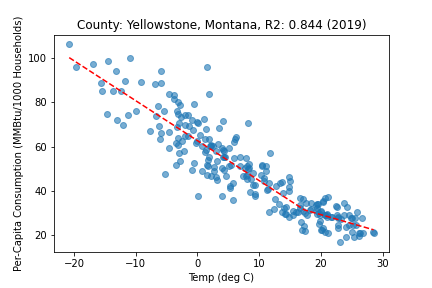 County: Yellowstone, Montana, R2: 0.844 (2019)
Per-Capita Consumption (MMBtu/1000 Households)
100
80
60
40
20
−20 −10 0 10 20 30
Temp (deg C)